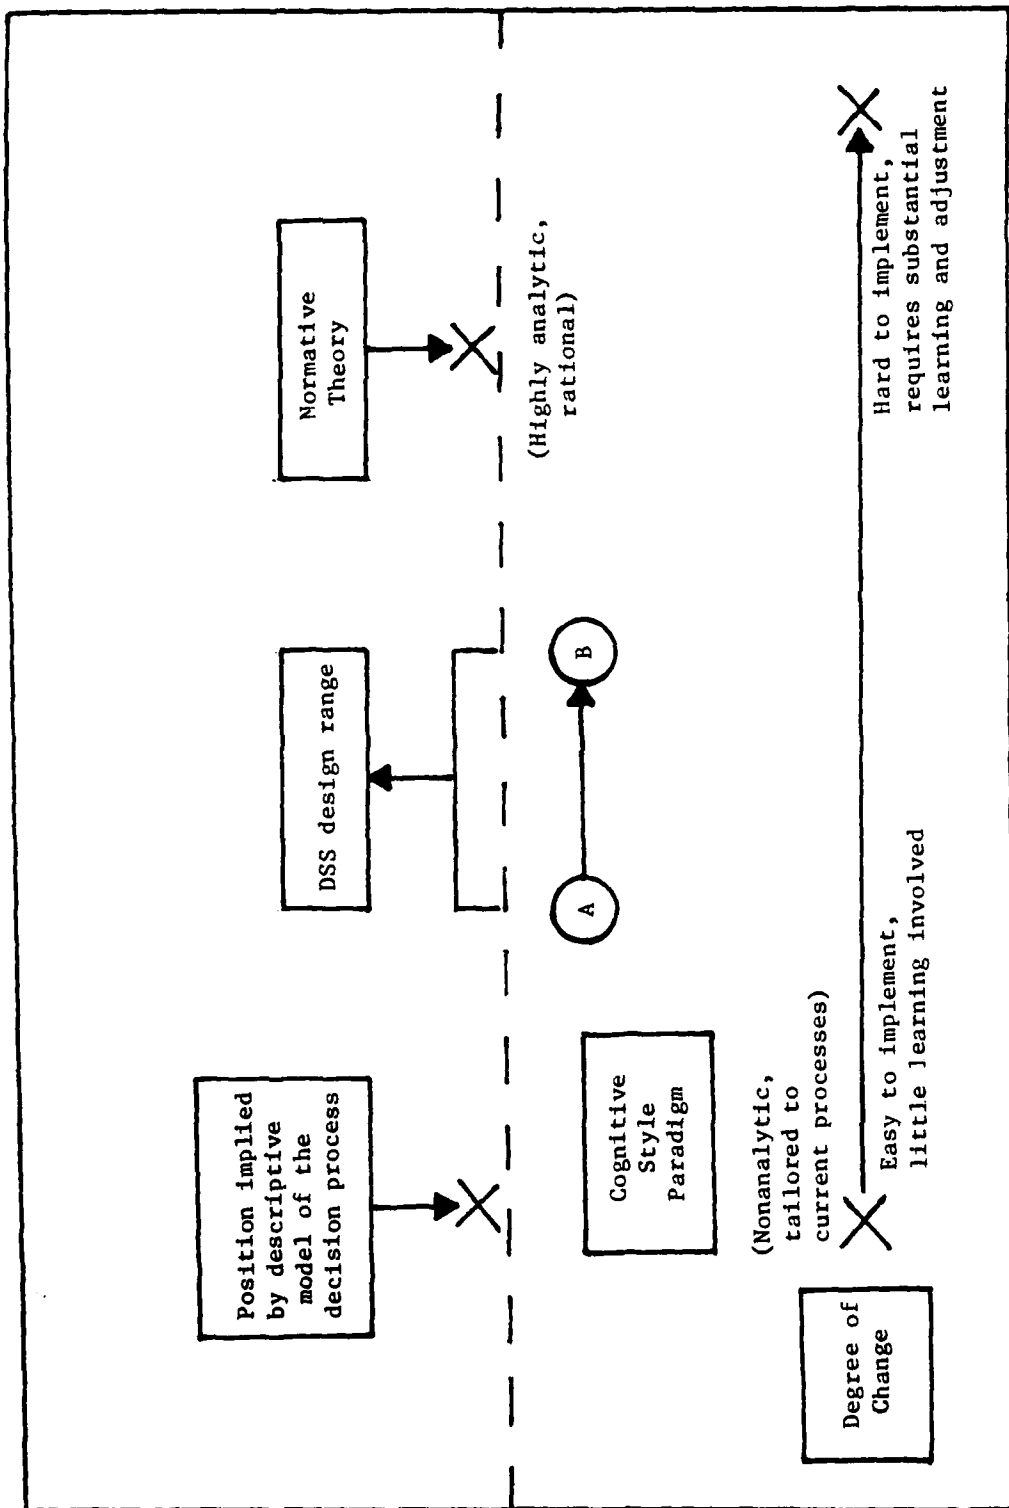 Position implied
by descriptive
model of the
decision process
DSS design range
Normative
Theory
Cognitive
Style
Paradigm
A
B
(Highly analytic,
rational)
(Nonanalytic,
tailored to
current processes)
Degree of
Change
Easy to implement,
little learning involved
Hard to implement,
requires substantial
learning and adjustment